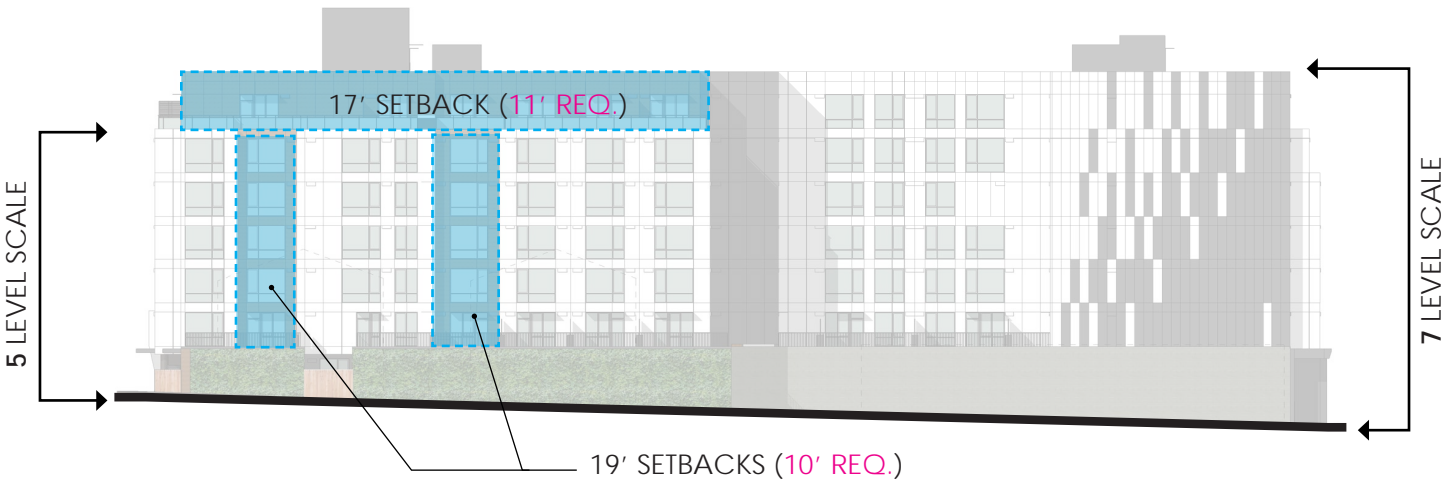 17’ SETBACK (11’ REQ.)
5 LEVEL SCALE
7 LEVEL SCALE
19’ SETBACKS (10’ REQ.)